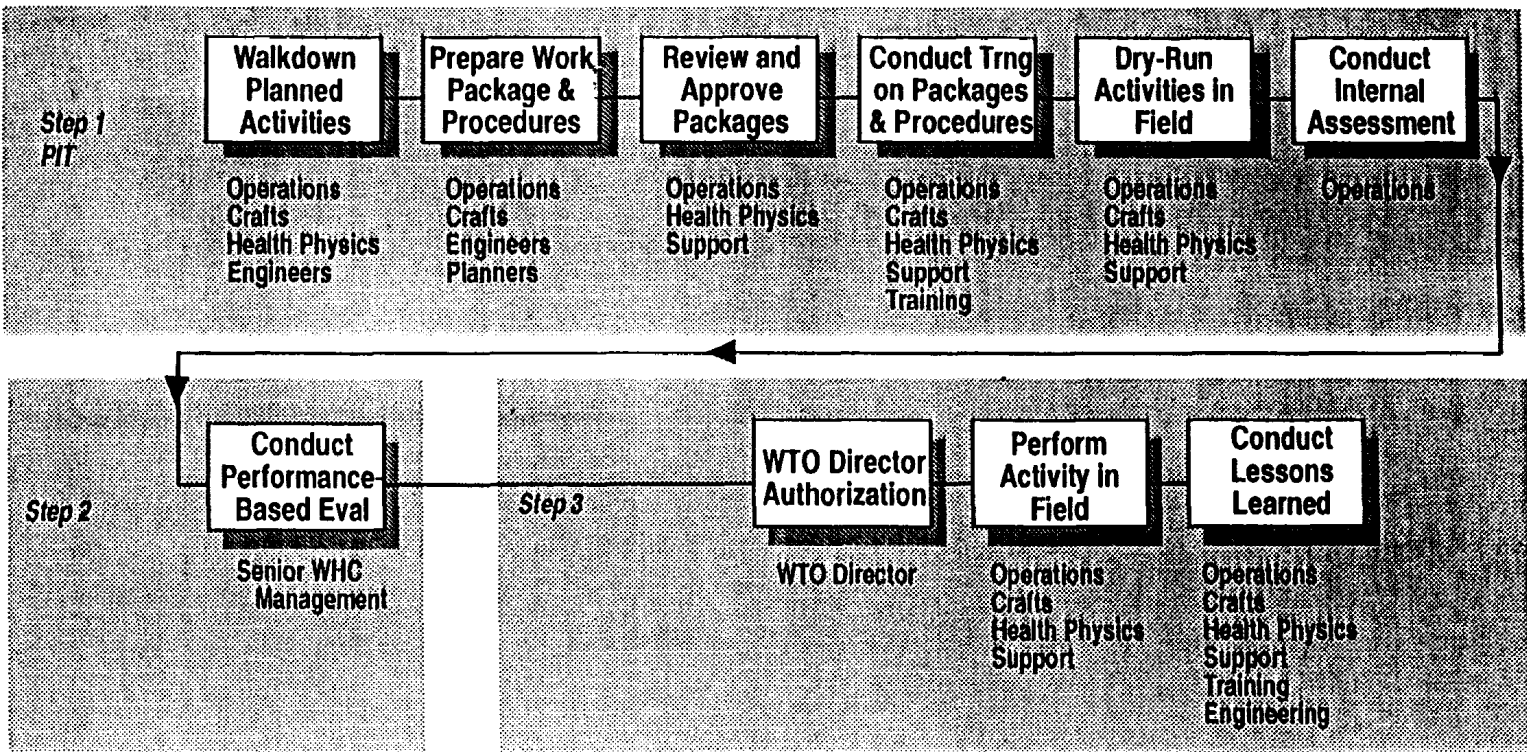 Step 1
PIT
Walkdown
Planned
Activities
Operations
Crafts
Health Physics
Engineers
Prepare Work
Package &
Procedures
Operations
Crafts
Engineers
Planners
Review and
Approve
Packages
Operations
Health Physics
Support
Conduct Trng
on Packages
& Procedures
Operations
Crafts
Health Physics
Support
Training
Dry-Run
Activities in
Field
Operations
Crafts
Health Physics
Support
Conduct
Internal
Assessment
Operations
Step 2
Conduct
Performance-
Based Eval
Senior WHC
Management
Step 3
WTO Director
Authorization
WTO Director
Perform
Activity in
Field
Operations
Crafts
Health Physics
Support
Conduct
Lessons
Learned
Operations
Crafts
Health Physics
Support
Training
Engineering